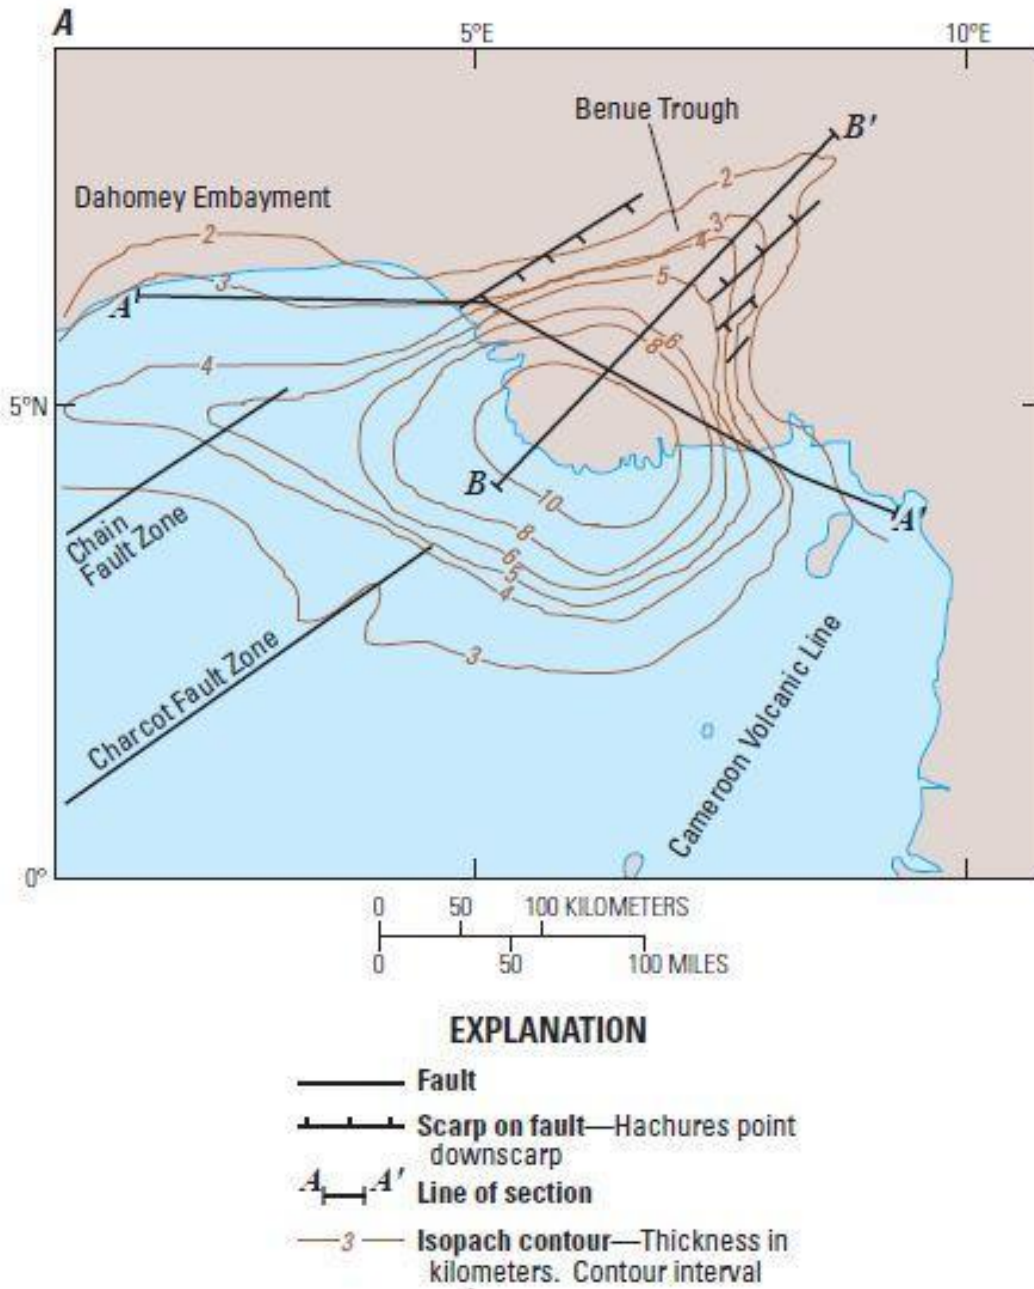 A
5°E
10°E
Benue Trough
B'
Dahomey Embayment
2
2
3
3
4
A
5
4
8
6
5°N
B
10
A'
Chain
Fault Zone
8
6
5
4
3
Charcot Fault Zone
Cameroon Volcanic Line
0°
0
50
100 KILOMETERS
0
50
100 MILES
EXPLANATION
Fault
Scarp on fault—Hachures point
downscarp
A
A'
Line of section
3
Isopach contour—Thickness in
kilometers. Contour interval